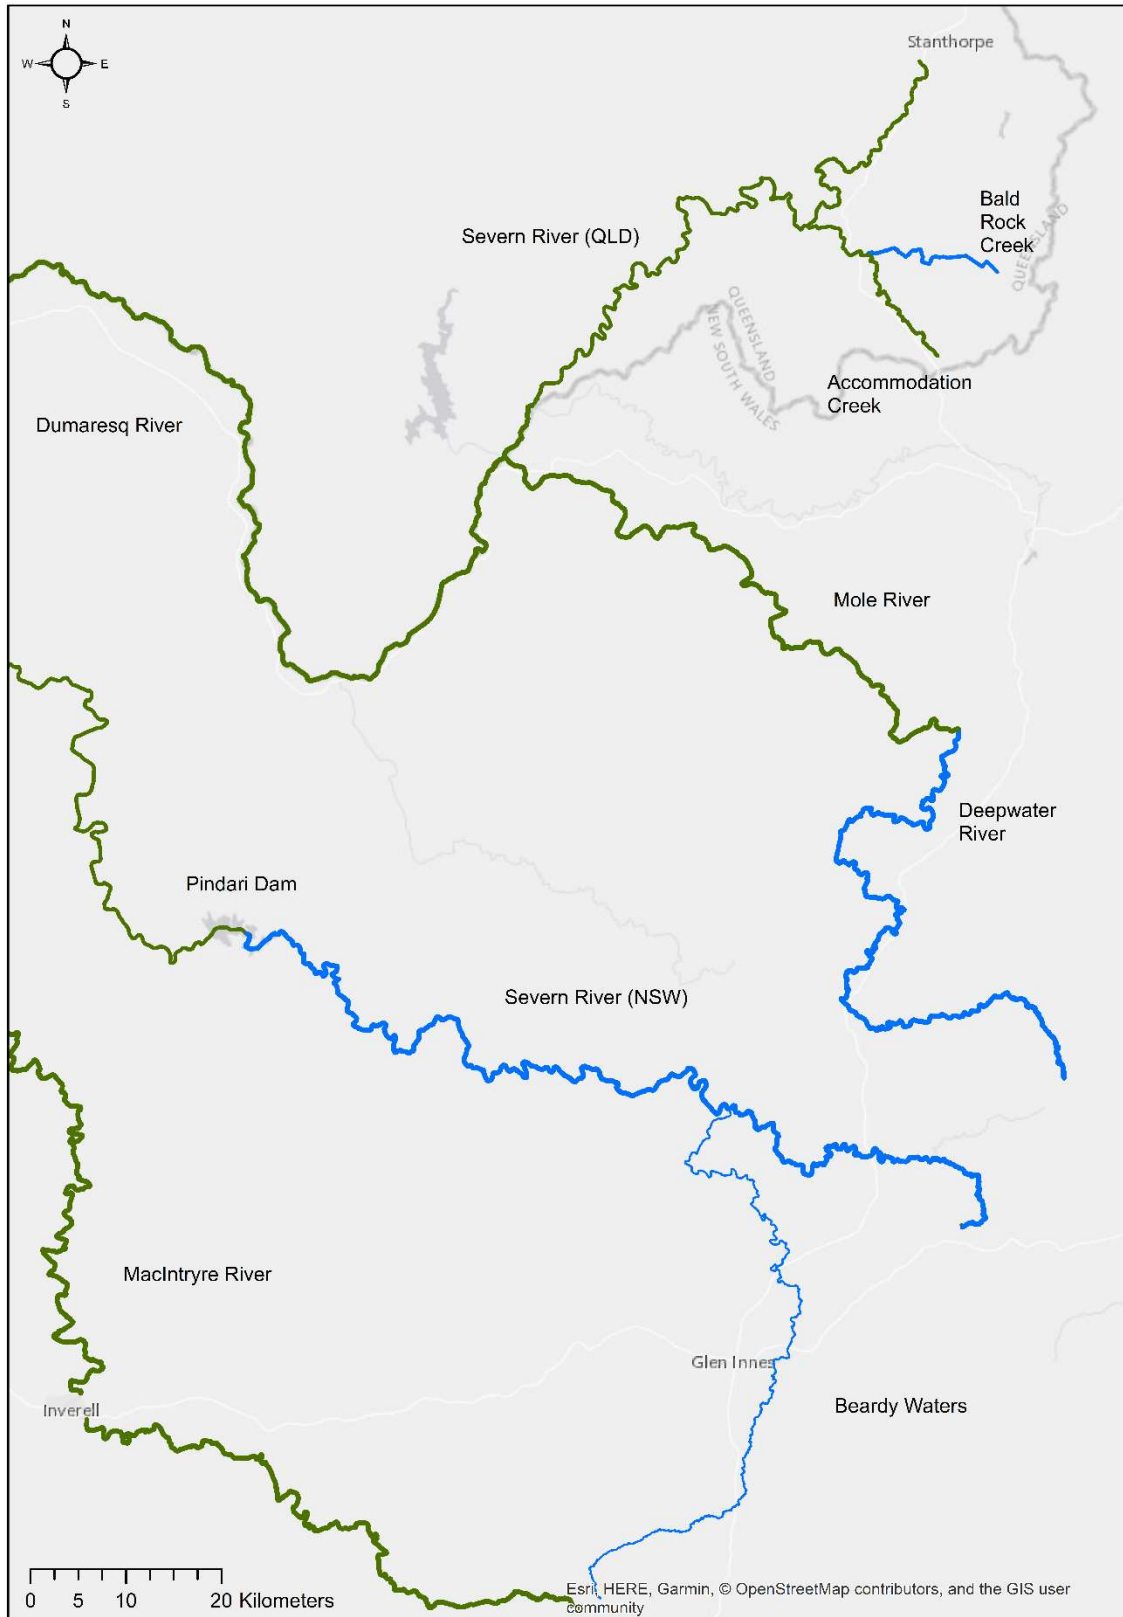 N
W E
S
Stanthorpe
Bald
Rock
Creek
QUEENSLAND
Severn River (QLD)
QUEENSLAND
NEW SOUTH WALES
Accommodation
Creek
Dumaresq River
Mole River
Deepwater
River
Pindari Dam
Severn River (NSW)
MacIntryre River
Glen Innes
Inverell
Beardy Waters
0 5 10 20 Kilometers
Esri, HERE, Garmin, © OpenStreetMap contributors, and the GIS user
community